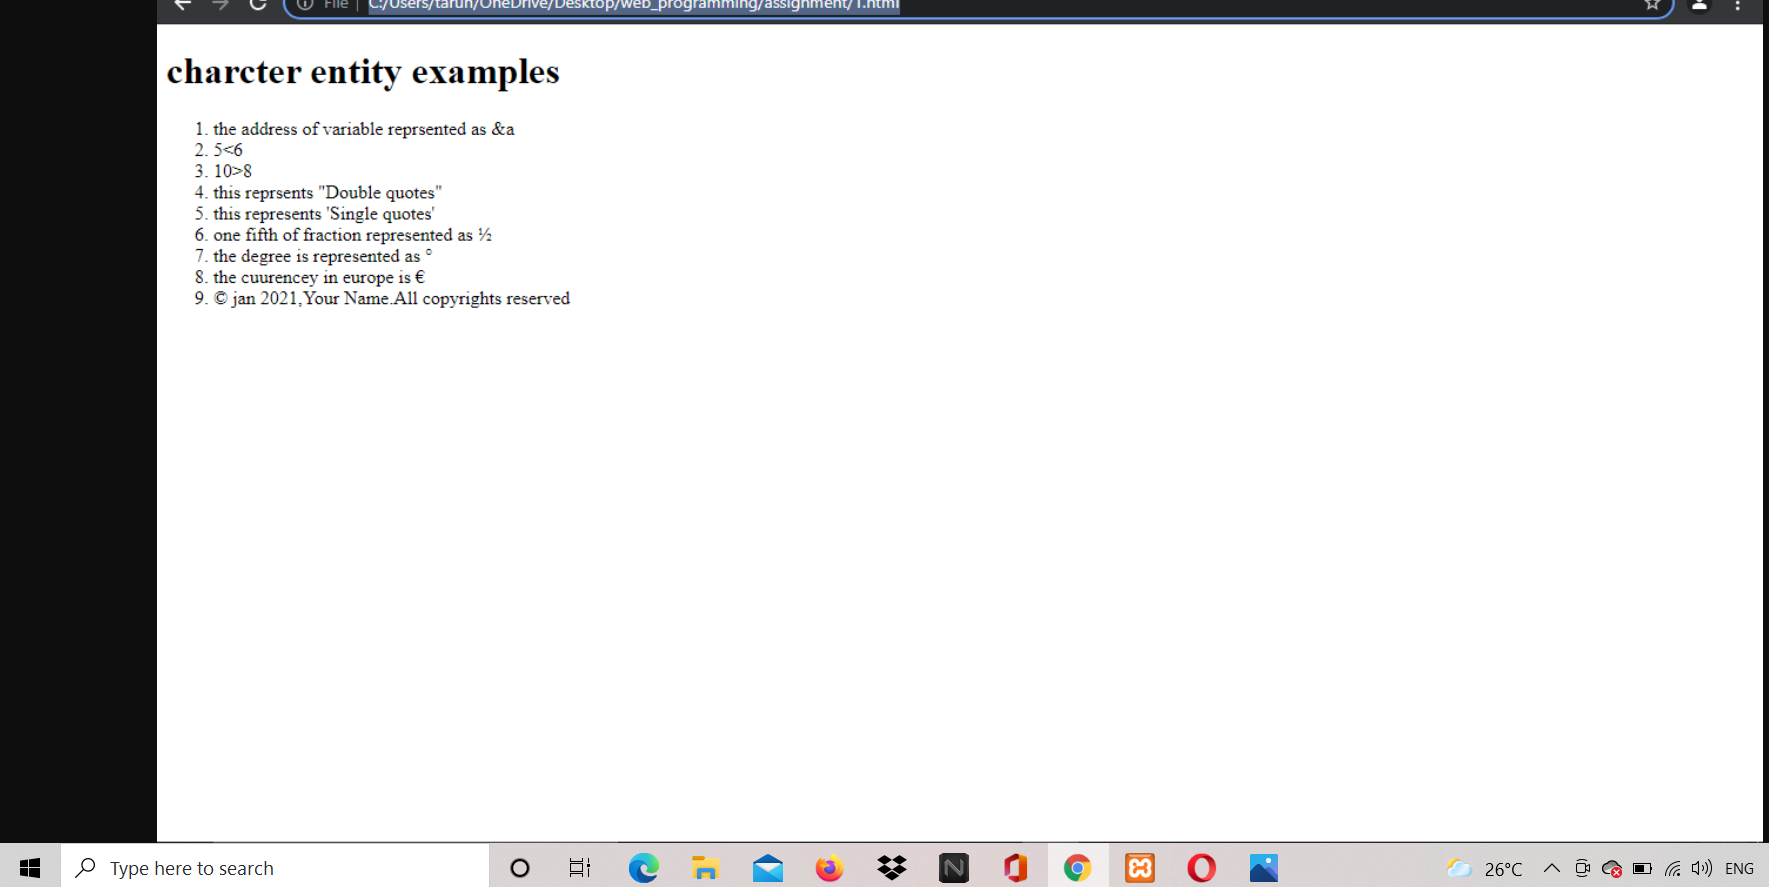 File
C:/Users/tarun/OneDrive/Desktop/web_programming/assignment/1.html
charcter entity examples
1. the address of variable reprsented as &a
2. 5<6
3. 10>8
4. this reprsents "Double quotes"
5. this represents 'Single quotes'
6. one fifth of fraction represented as ½
7. the degree is represented as °
8. the cuurencey in europe is €
9. © jan 2021,Your Name.All copyrights reserved
Type here to search
26°C
ENG